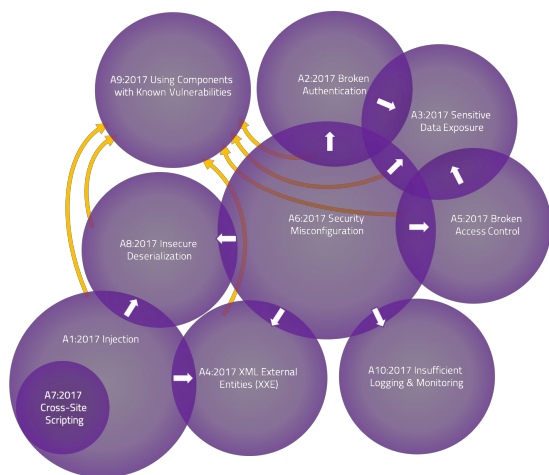 A9:2017 Using Components
with Known Vulnerabilities
A2:2017 Broken
Authentication
A3:2017 Sensitive
Data Exposure
A6:2017 Security
Misconfiguration
A5:2017 Broken
Access Control
A8:2017 Insecure
Deserialization
A1:2017 Injection
A4:2017 XML External
Entities (XXE)
A10:2017 Insufficient
Logging & Monitoring
A7:2017
Cross-Site
Scripting